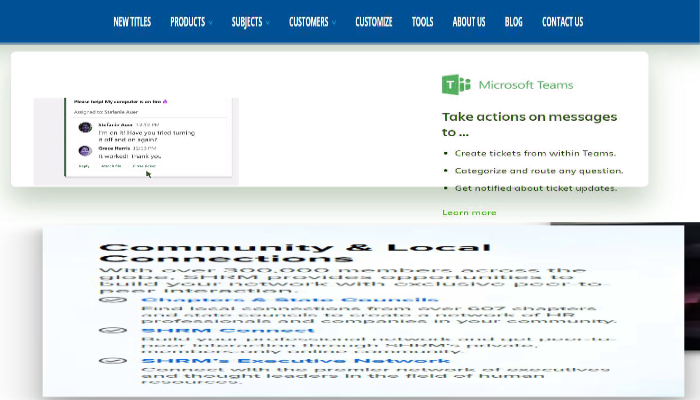 NEW TITLES PRODUCTS SUBJECTS CUSTOMERS CUSTOMIZE TOOLS ABOUT US BLOG CONTACT US
Please help! My computer is on fire 🔥
Assigned to: Stefanie Auer
Stefanie Auer 12:13 PM
I'm on it! Have you tried turning
it off and on again?
Grace Harris 12:13 PM
It worked! Thank you
Reply Attach file Close ticket
Microsoft Teams
Take actions on messages
to ...
• Create tickets from within Teams.
• Categorize and route any question.
• Get notified about ticket updates.
Learn more
Community & Local
Connections
With over 300,000 members across the
globe, SHRM provides opportunities to
build your network with exclusive peer-to-
peer interaction.
Chapters & State Councils
Find local connections from over 607 chapters
and state councils to create a network of HR
professionals and companies in your community.
SHRM Connect
Build your professional network and get peer-to-
peer interaction through SHRM's private,
members-only online community.
SHRM's Executive Network
Connect with the premier network of executives
and thought leaders in the field of human
resources.